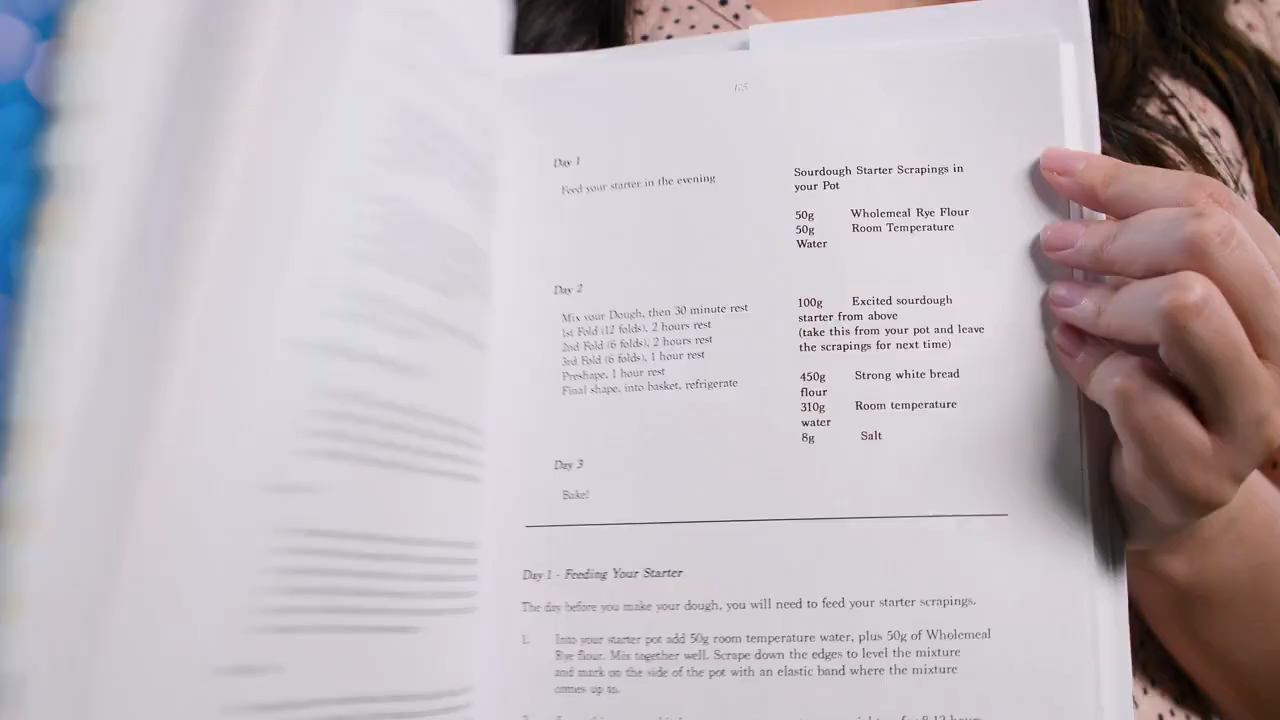 Day 1
Feed your starter in the evening
Sourdough Starter Scrapings in
your Pot
50g Wholemeal Rye Flour
50g Room Temperature
Water
Day 2
Mix your Dough, then 30 minute rest
1st Fold (12 folds), 2 hours rest
2nd Fold (6 folds), 2 hours rest
3rd Fold (6 folds), 1 hour rest
Preshape, 1 hour rest
Final shape, into basket, refrigerate
100g Excited sourdough
starter from above
(take this from your pot and leave
the scrapings for next time)
450g Strong white bread
flour
310g Room temperature
water
8g Salt
Day 3
Bake!
Day 1 - Feeding Your Starter
The day before you make your dough, you will need to feed your starter scrapings.
1. Into your starter pot add 50g room temperature water, plus 50g of Wholemeal
Rye flour. Mix together well. Scrape down the edges to level the mixture
and mark on the side of the pot with an elastic band where the mixture
comes up to.